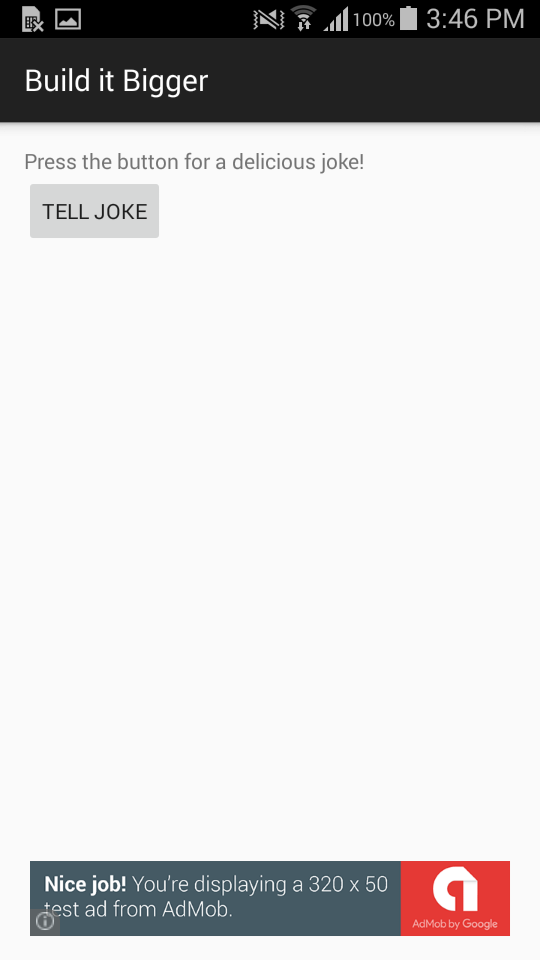 100% 3:46 PM
Build it Bigger
Press the button for a delicious joke!
TELL JOKE
Nice job! You're displaying a 320 x 50
test ad from AdMob.
AdMob by Google